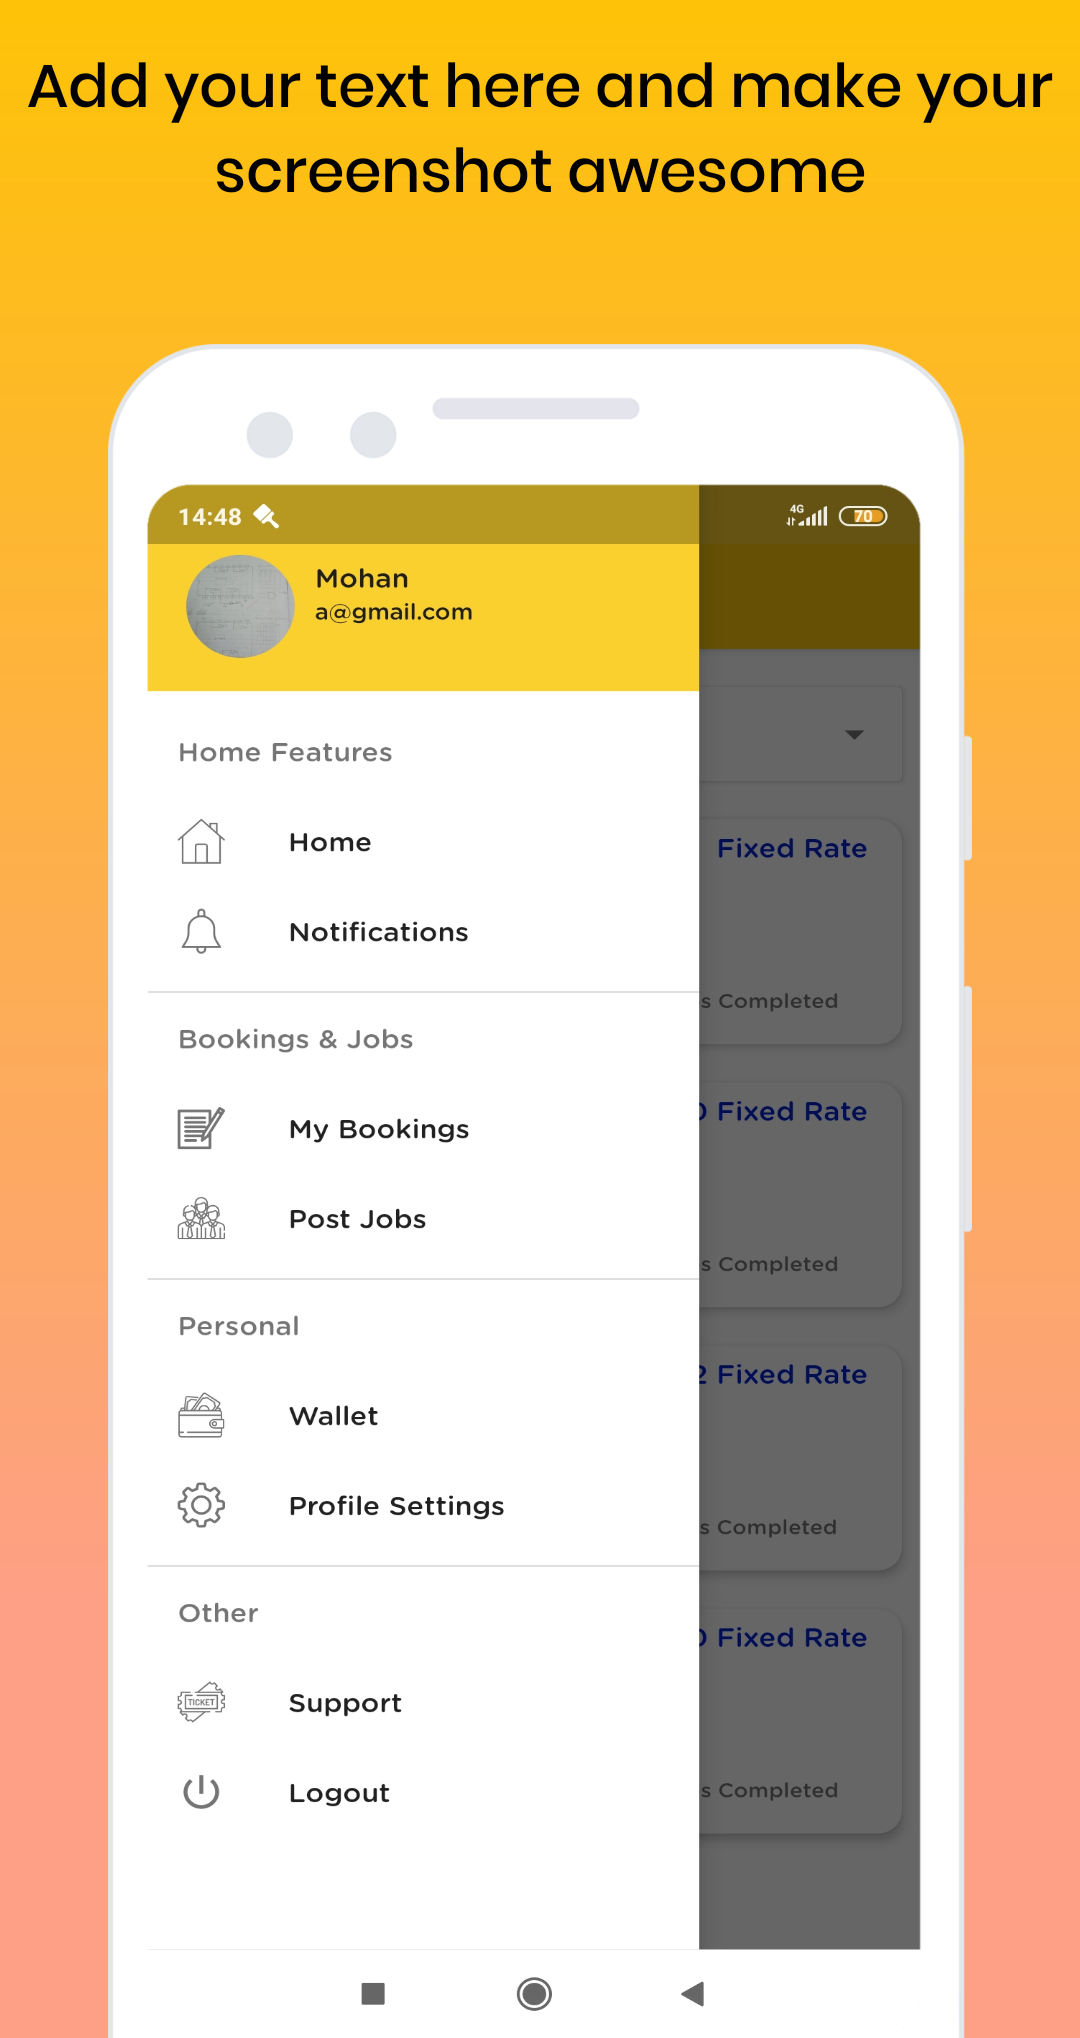 Add your text here and make your
screenshot awesome
14:48
4G
70
Mohan
a@gmail.com
Home Features
Home
Fixed Rate
Notifications
s Completed
Bookings & Jobs
My Bookings
Fixed Rate
Post Jobs
s Completed
Personal
2 Fixed Rate
Wallet
Profile Settings
s Completed
Other
Fixed Rate
TICKET
Support
Logout
s Completed